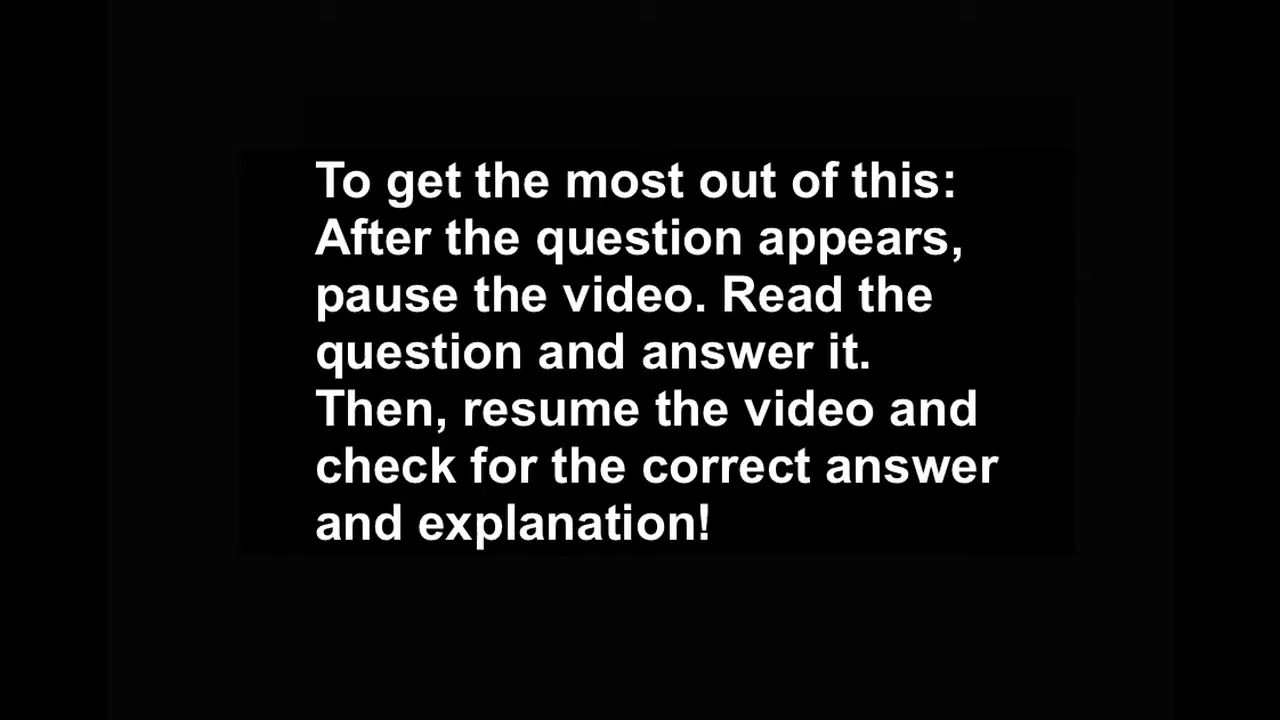 To get the most out of this:
After the question appears,
pause the video. Read the
question and answer it.
Then, resume the video and
check for the correct answer
and explanation!